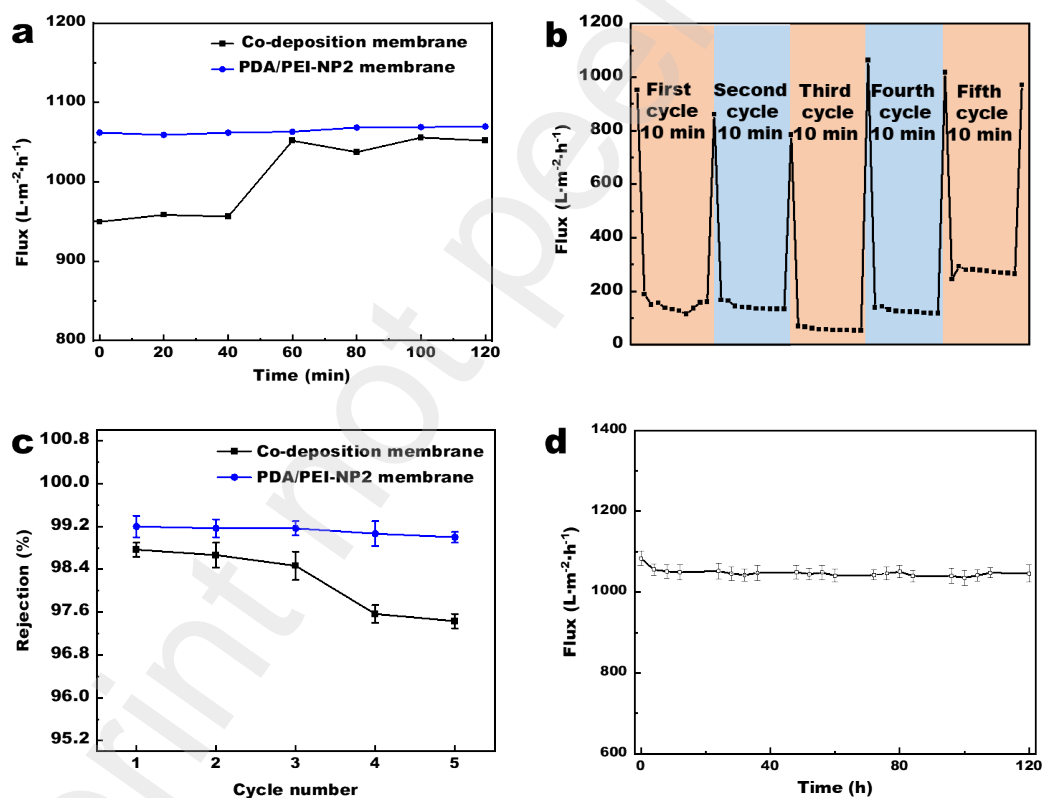 a
Co-deposition membrane
PDA/PEI-NP2 membrane
1200
1100
1000
900
800
Flux (L·m⁻²·h⁻¹)
0 20 40 60 80 100 120
Time (min)
b
1200
1000
800
600
400
200
0
Flux (L·m⁻²·h⁻¹)
First cycle 10 min
Second cycle 10 min
Third cycle 10 min
Fourth cycle 10 min
Fifth cycle 10 min
c
Co-deposition membrane
PDA/PEI-NP2 membrane
100.8
100.0
99.2
98.4
97.6
96.8
96.0
95.2
Rejection (%)
1 2 3 4 5
Cycle number
d
1400
1200
1000
800
600
Flux (L·m⁻²·h⁻¹)
0 40 80 120
Time (h)